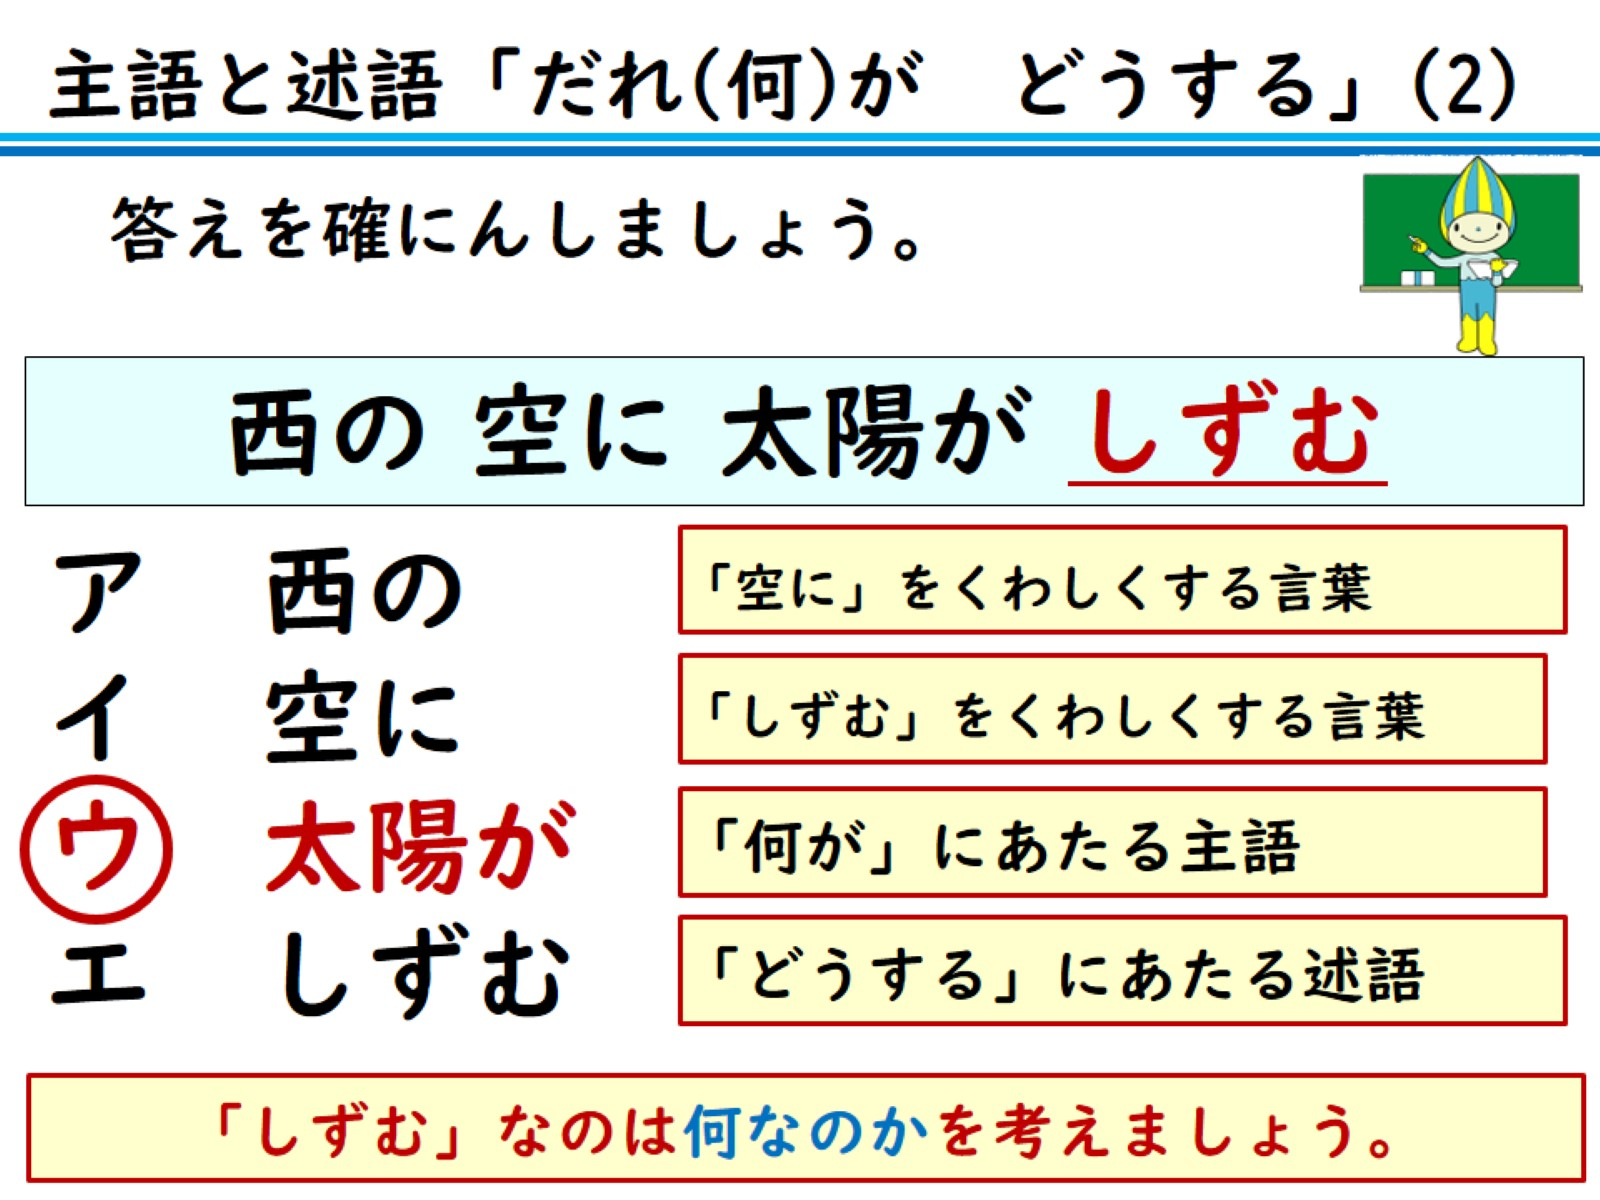 主語と述語「だれ(何)が　どうする」(2)
答えを確にんしましょう。
西の 空に 太陽が しずむ
ア　西の　「空に」をくわしくする言葉
イ　空に　「しずむ」をくわしくする言葉
ウ　太陽が　「何が」にあたる主語
エ　しずむ　「どうする」にあたる述語
「しずむ」なのは何なのかを考えましょう。